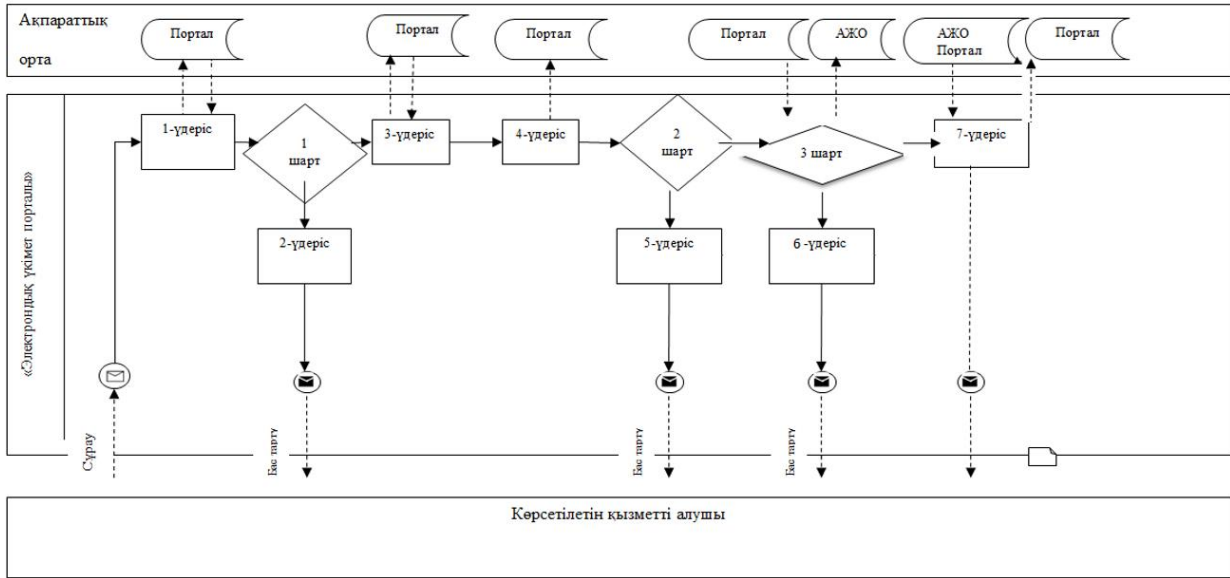 Ақпараттық
орта
Портал
Портал
Портал
Портал
АЖО
АЖО
Портал
Портал
«Электрондық үкімет порталы»
1-үдеріс
1
шарт
3-үдеріс
4-үдеріс
2
шарт
3 шарт
7-үдеріс
2-үдеріс
5-үдеріс
6 -үдеріс
Сұрау
Бас тарту
Бас тарту
Бас тарту
Көрсетілетін қызметті алушы